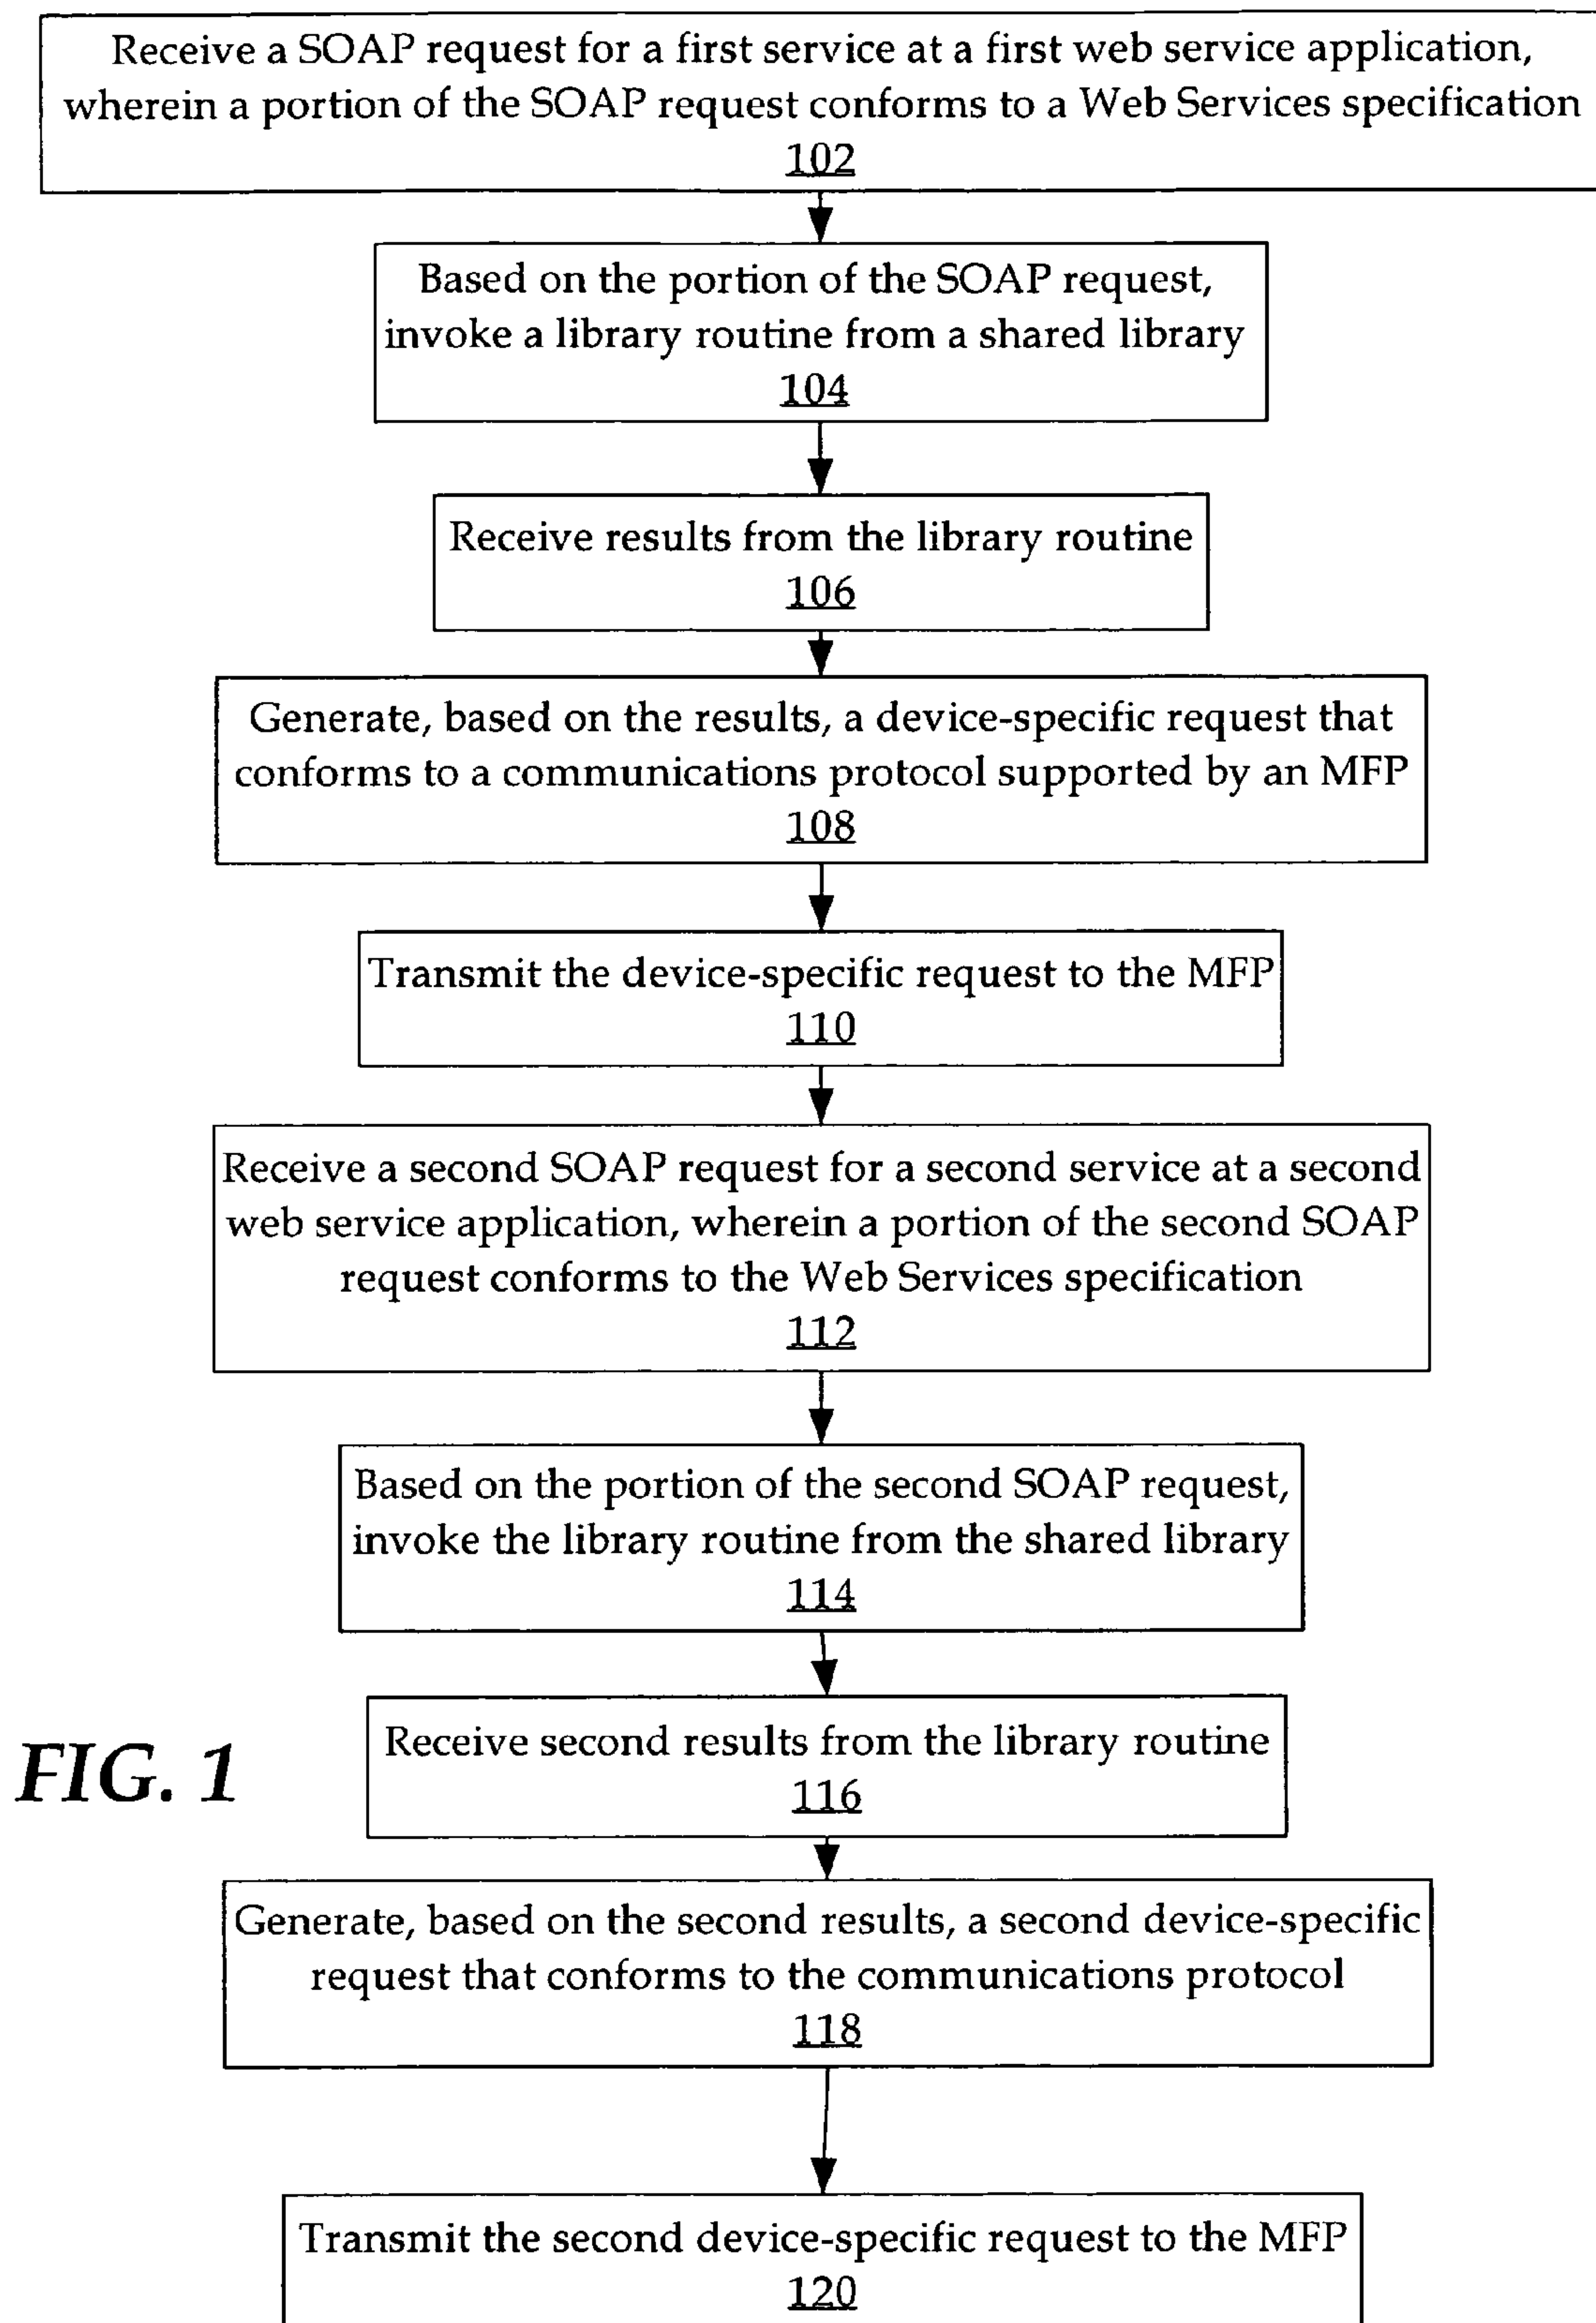 Receive a SOAP request for a first service at a first web service application,
wherein a portion of the SOAP request conforms to a Web Services specification
102
Based on the portion of the SOAP request,
invoke a library routine from a shared library
104
Receive results from the library routine
106
Generate, based on the results, a device-specific request that
conforms to a communications protocol supported by an MFP
108
Transmit the device-specific request to the MFP
110
Receive a second SOAP request for a second service at a second
web service application, wherein a portion of the second SOAP
request conforms to the Web Services specification
112
Based on the portion of the second SOAP request,
invoke the library routine from the shared library
114
Receive second results from the library routine
116
FIG. 1
Generate, based on the second results, a second device-specific
request that conforms to the communications protocol
118
Transmit the second device-specific request to the MFP
120